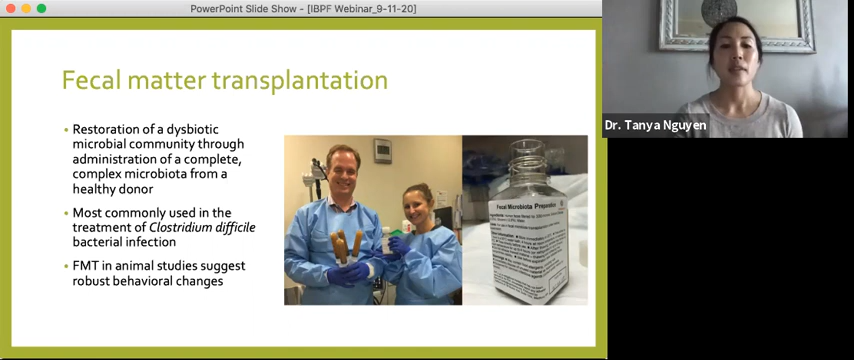 PowerPoint Slide Show - [IBPF Webinar_9-11-20]
Fecal matter transplantation
• Restoration of a dysbiotic
microbial community through
administration of a complete,
complex microbiota from a
healthy donor
• Most commonly used in the
treatment of Clostridium difficile
bacterial infection
• FMT in animal studies suggest
robust behavioral changes
Fecal Microbiota Preparation
Dr. Tanya Nguyen